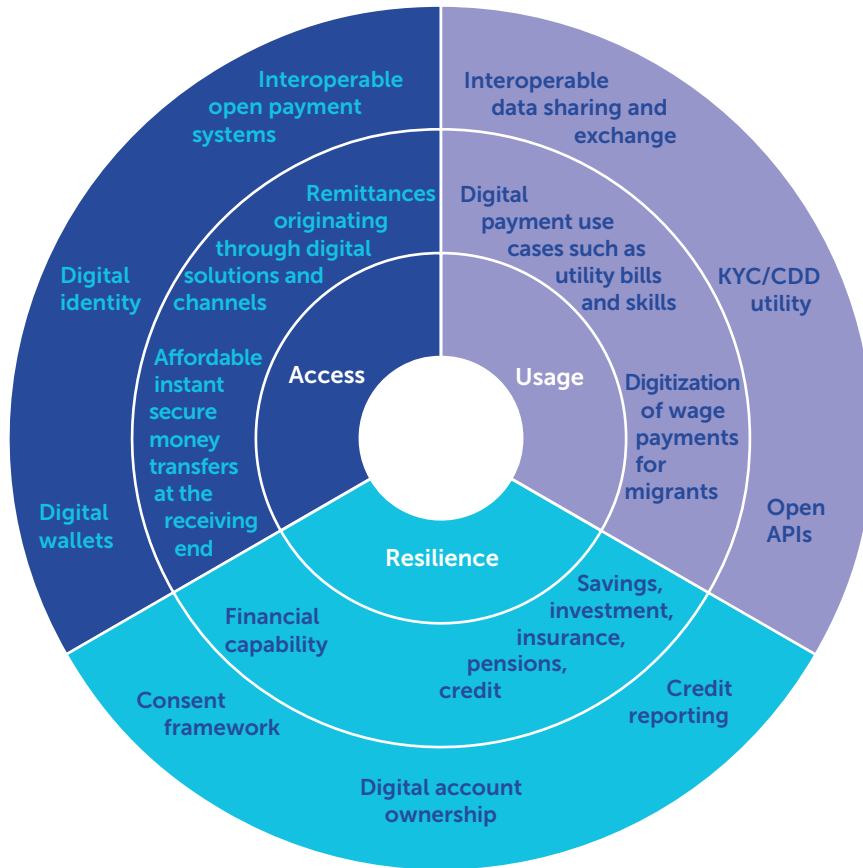 Interoperable
open payment
systems
Interoperable
data sharing and
exchange
Remittances
originating
through digital
solutions and
channels
Digital
payment use
cases such as
utility bills
and skills
Digital
identity
KYC/CDD
utility
Affordable
instant
secure
money
transfers
at the
receiving
end
Access
Usage
Digitization
of wage
payments
for
migrants
Digital
wallets
Open
APIs
Resilience
Financial
capability
Savings,
investment,
insurance,
pensions,
credit
Consent
framework
Credit
reporting
Digital account
ownership